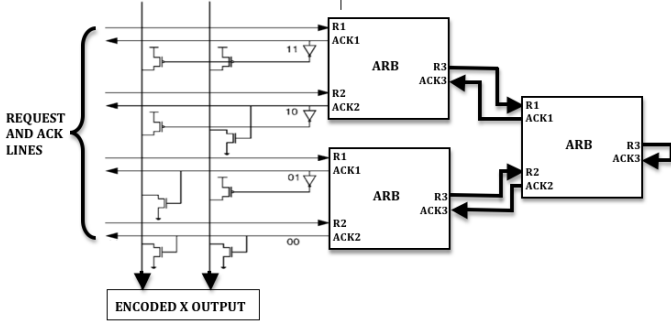 R1
ACK1
11
ARB
R2
ACK2
10
R3
ACK3
REQUEST
AND ACK
LINES
R1
ACK1
01
ARB
R2
ACK2
00
R3
ACK3
R1
ACK1
ARB
R2
ACK2
R3
ACK3
ENCODED X OUTPUT